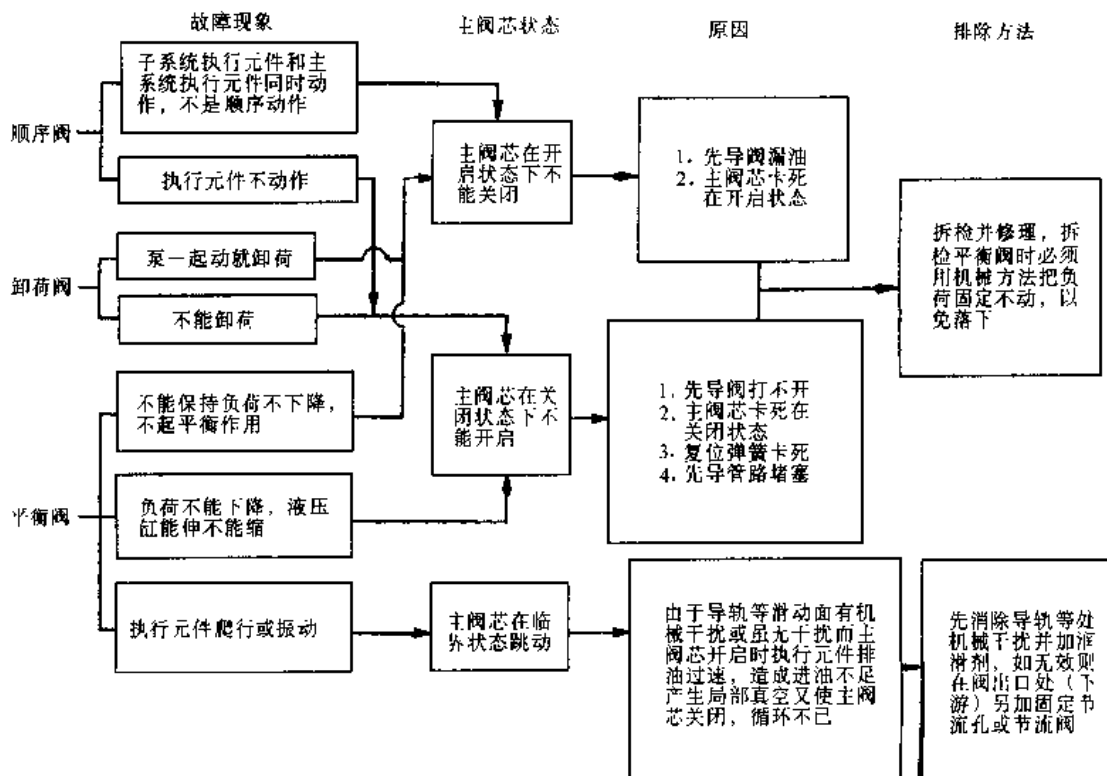 故障现象
主阀芯状态
原因
排除方法
顺序阀
子系统执行元件和主
系统执行元件同时动
作，不是顺序动作
执行元件不动作
卸荷阀
泵一起动就卸荷
不能卸荷
平衡阀
不能保持负荷不下降，
不起平衡作用
负荷不能下降，液压
缸能伸不能缩
执行元件爬行或振动
主阀芯在开
启状态下不
能关闭
主阀芯在关
闭状态下不
能开启
主阀芯在临
界状态跳动
1. 先导阀漏油
2. 主阀芯卡死
在开启状态
1. 先导阀打不开
2. 主阀芯卡死在
关闭状态
3. 复位弹簧卡死
4. 先导管路堵塞
由于导轨等滑动面有机
械干扰或虽无干扰而主
阀芯开启时执行元件排
油过速，造成进油不足
产生局部真空又使主阀
芯关闭，循环不已
拆检并修理，拆
检平衡阀时必须
用机械方法把负
荷固定不动，以
免落下
先消除导轨等处
机械干扰并加润
滑剂，如无效则
在阀出口处（下
游）另加固定节
流孔或节流阀